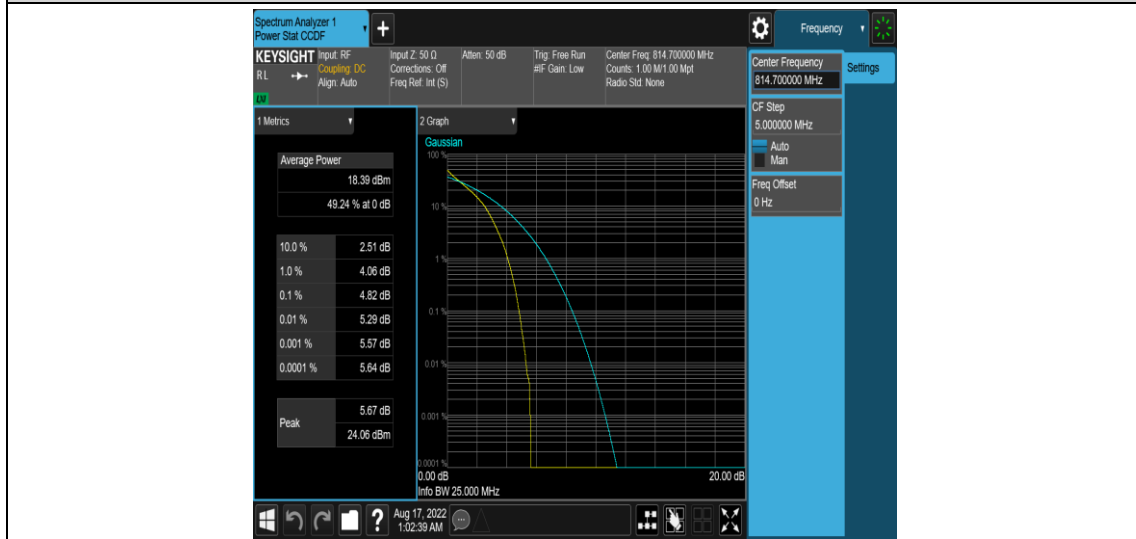 Spectrum Analyzer 1
Power Stat CCDF
Frequency
KEYSIGHT
RL
Input: RF
Coupling: DC
Align: Auto
Input Z: 50 Ω
Corrections: Off
Freq Ref: Int (S)
Atten: 50 dB
Trig: Free Run
#IF Gain: Low
Center Freq: 814.700000 MHz
Counts: 1.00 M/1.00 Mpt
Radio Std: None
Center Frequency
814.700000 MHz
Settings
CF Step
5.000000 MHz
Auto
Man
Freq Offset
0 Hz
1 Metrics
Average Power
18.39 dBm
49.24 % at 0 dB
10.0 % 2.51 dB
1.0 % 4.06 dB
0.1 % 4.82 dB
0.01 % 5.29 dB
0.001 % 5.57 dB
0.0001 % 5.64 dB
Peak 5.67 dB
24.06 dBm
2 Graph
Gaussian
100 %
10 %
1 %
0.1 %
0.01 %
0.001 %
0.0001 %
0.00 dB 20.00 dB
Info BW 25.000 MHz
?
Aug 17, 2022
1:02:39 AM